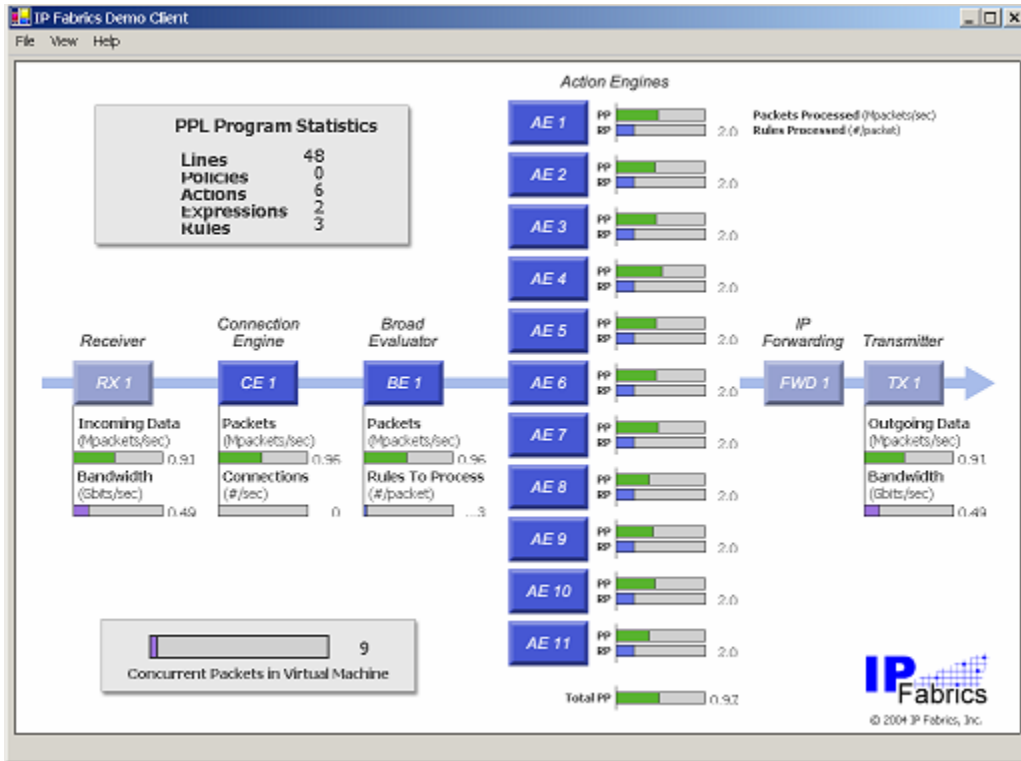 IP Fabrics Demo Client
File View Help
Action Engines
PPL Program Statistics
Lines 48
Policies 0
Actions 6
Expressions 2
Rules 3
AE 1 PP
RP 2.0
Packets Processed (Mpackets/sec)
Rules Processed (#/packet)
AE 2 PP
RP 2.0
AE 3 PP
RP 2.0
AE 4 PP
RP 2.0
AE 5 PP
RP 2.0
AE 6 PP
RP 2.0
AE 7 PP
RP 2.0
AE 8 PP
RP 2.0
AE 9 PP
RP 2.0
AE 10 PP
RP 2.0
AE 11 PP
RP 2.0
Total PP 0.97
Receiver
RX 1
Incoming Data
(Mpackets/sec)
0.91
Bandwidth
(Gbits/sec)
0.49
Connection
Engine
CE 1
Packets
(Mpackets/sec)
0.96
Connections
(#/sec)
0
Broad
Evaluator
BE 1
Packets
(Mpackets/sec)
0.96
Rules To Process
(#/packet)
...3
IP
Forwarding
FWD 1
Transmitter
TX 1
Outgoing Data
(Mpackets/sec)
0.91
Bandwidth
(Gbits/sec)
0.49
9
Concurrent Packets in Virtual Machine
IP
Fabrics
© 2004 IP Fabrics, Inc.